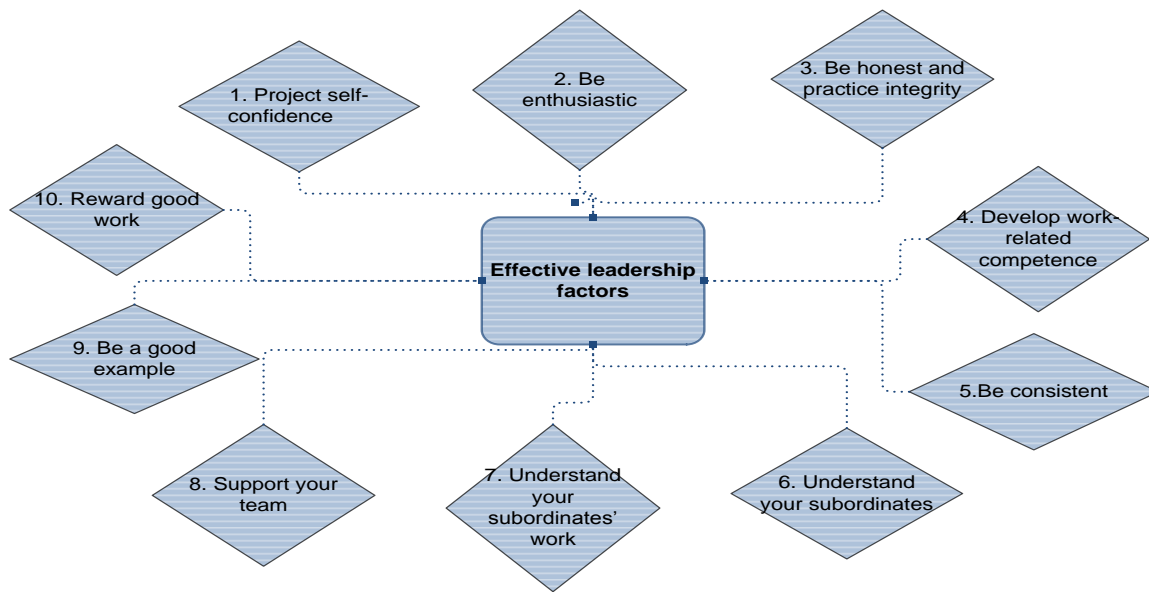 1. Project self-
confidence
2. Be
enthusiastic
3. Be honest and
practice integrity
10. Reward good
work
4. Develop work-
related
competence
Effective leadership
factors
9. Be a good
example
5.Be consistent
8. Support your
team
7. Understand
your
subordinates’
work
6. Understand
your subordinates